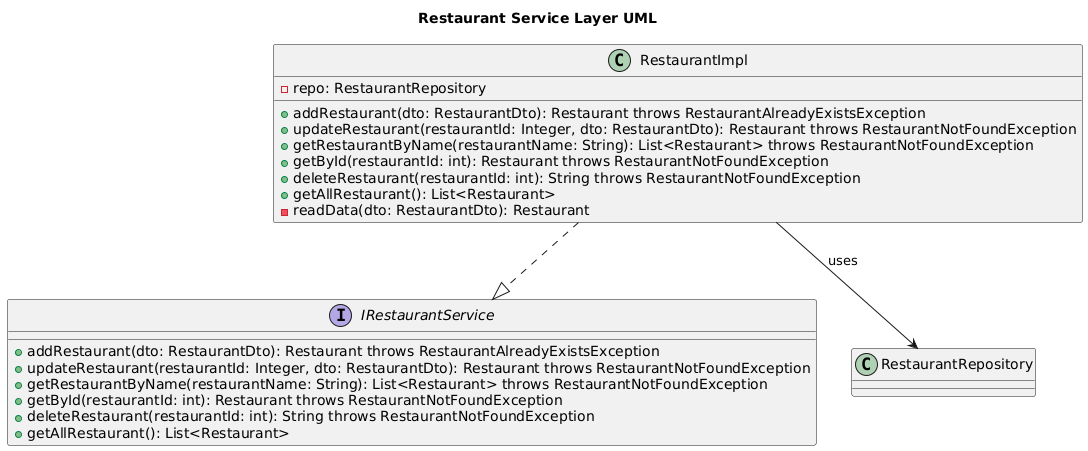 Restaurant Service Layer UML
C RestaurantImpl
repo: RestaurantRepository
addRestaurant(dto: RestaurantDto): Restaurant throws RestaurantAlreadyExistsException
updateRestaurant(restaurantId: Integer, dto: RestaurantDto): Restaurant throws RestaurantNotFoundException
getRestaurantByName(restaurantName: String): List<Restaurant> throws RestaurantNotFoundException
getById(restaurantId: int): Restaurant throws RestaurantNotFoundException
deleteRestaurant(restaurantId: int): String throws RestaurantNotFoundException
getAllRestaurant(): List<Restaurant>
readData(dto: RestaurantDto): Restaurant
uses
I IRestaurantService
addRestaurant(dto: RestaurantDto): Restaurant throws RestaurantAlreadyExistsException
updateRestaurant(restaurantId: Integer, dto: RestaurantDto): Restaurant throws RestaurantNotFoundException
getRestaurantByName(restaurantName: String): List<Restaurant> throws RestaurantNotFoundException
getById(restaurantId: int): Restaurant throws RestaurantNotFoundException
deleteRestaurant(restaurantId: int): String throws RestaurantNotFoundException
getAllRestaurant(): List<Restaurant>
C RestaurantRepository